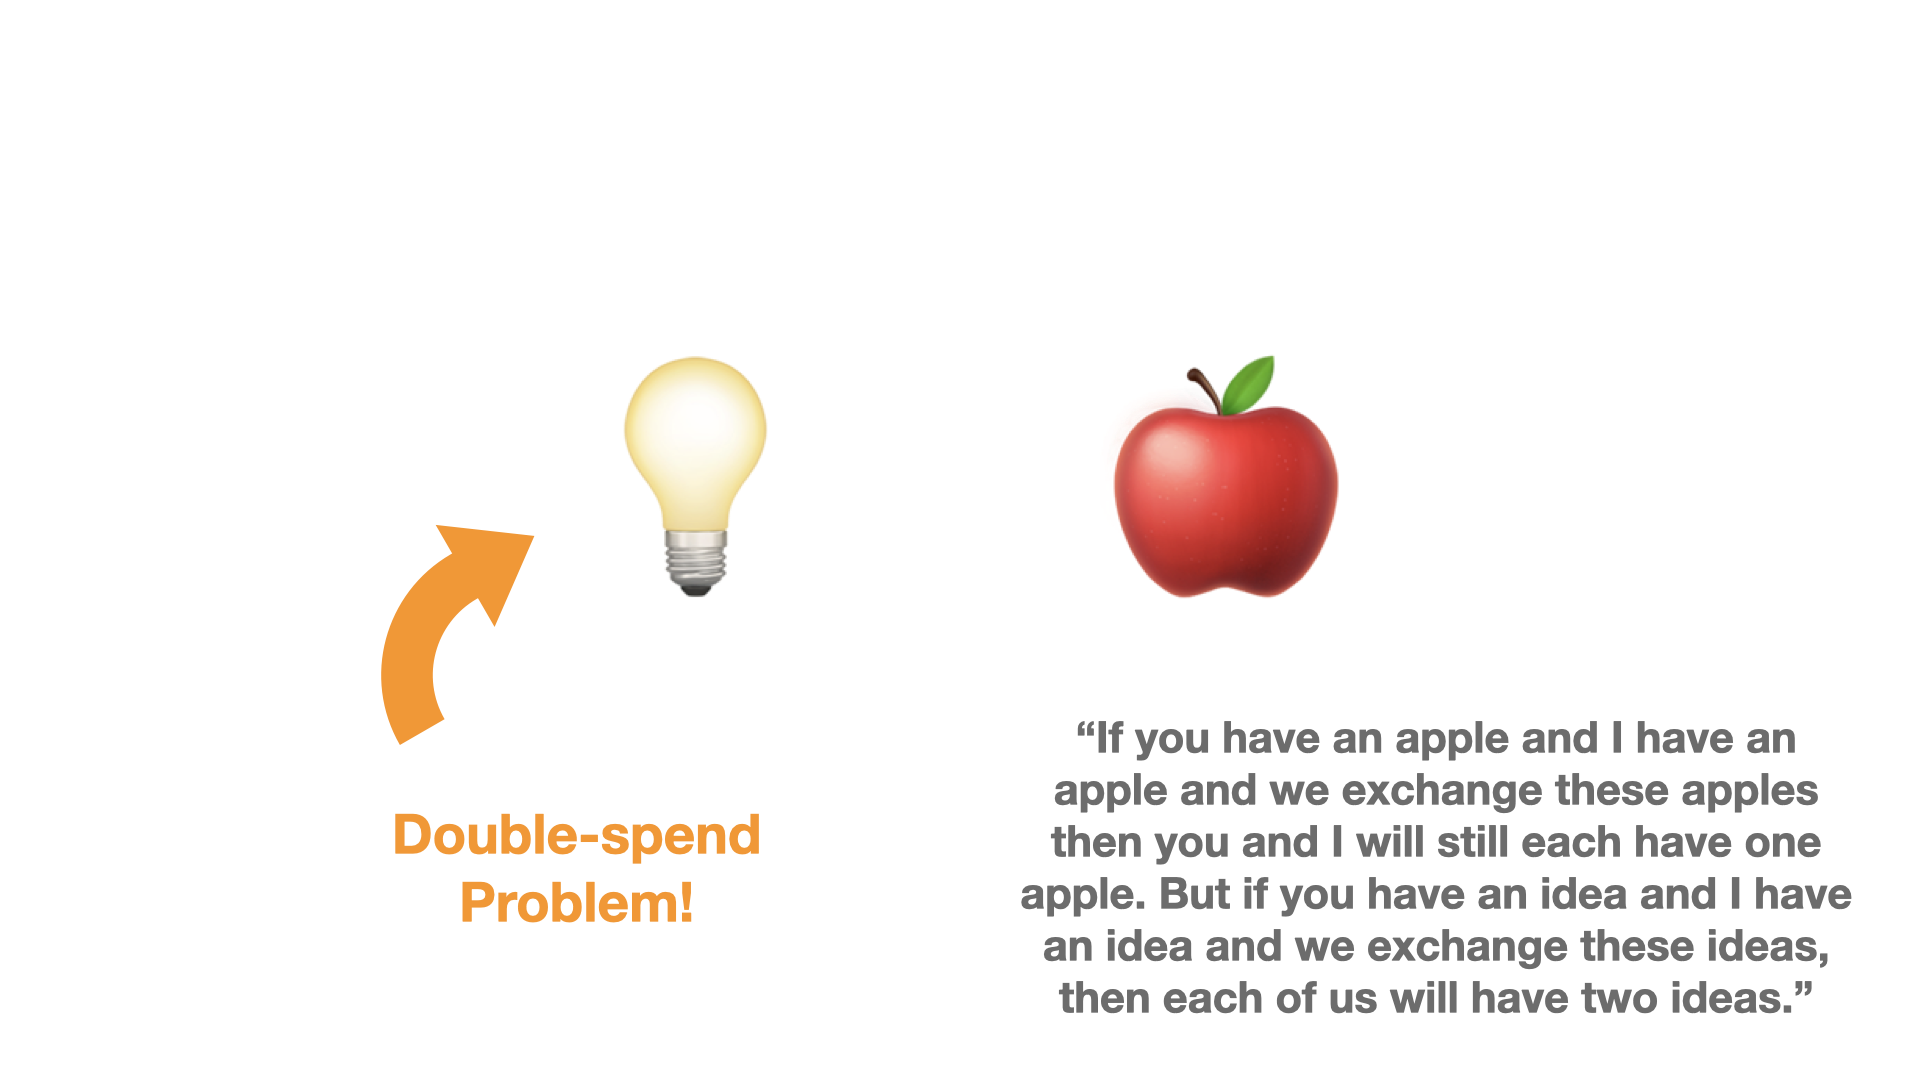 Double-spend
Problem!
“If you have an apple and I have an
apple and we exchange these apples
then you and I will still each have one
apple. But if you have an idea and I have
an idea and we exchange these ideas,
then each of us will have two ideas.”